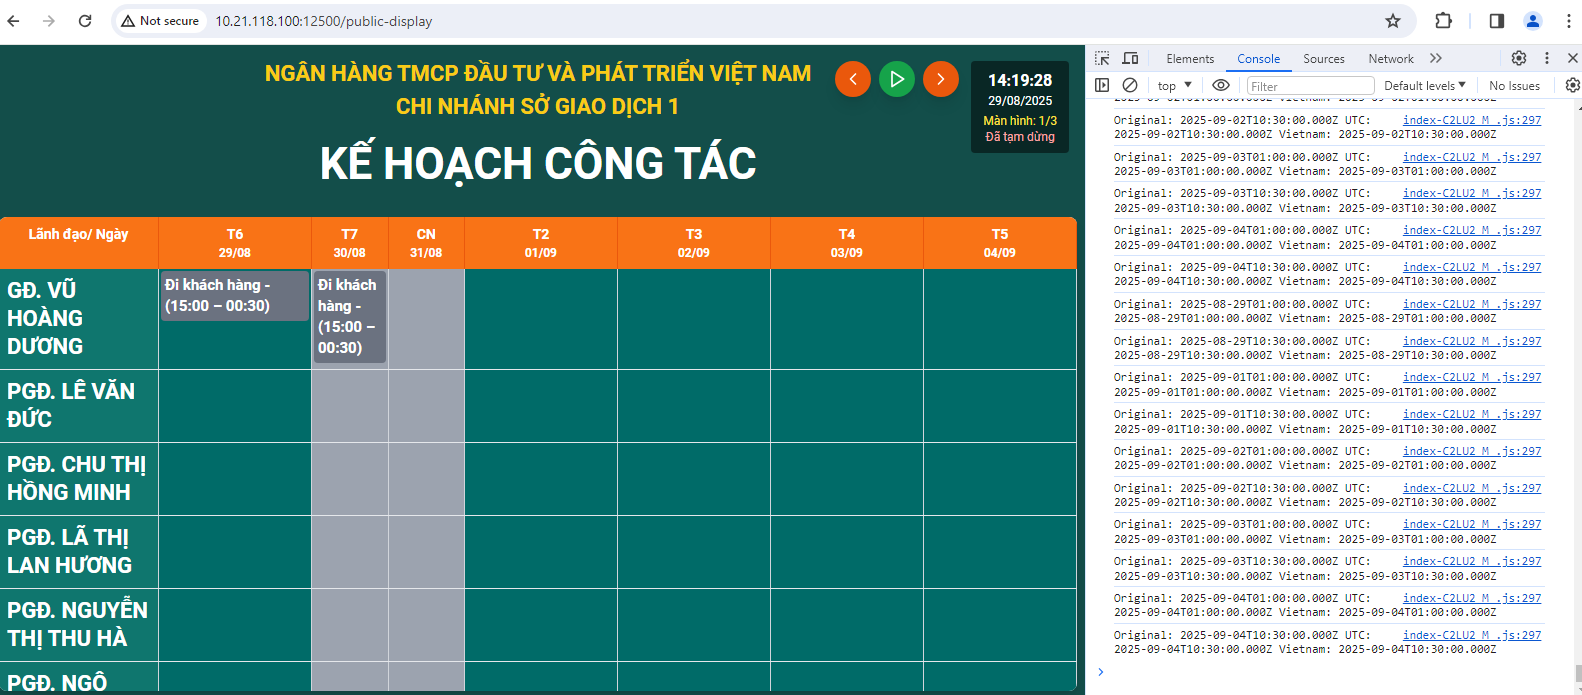 Not secure 10.21.118.100:12500/public-display
NGÂN HÀNG TMCP ĐẦU TƯ VÀ PHÁT TRIỂN VIỆT NAM
CHI NHÁNH SỞ GIAO DỊCH 1
KẾ HOẠCH CÔNG TÁC
14:19:28
29/08/2025
Màn hình: 1/3
Đã tạm dừng
Lãnh đạo/ Ngày T6 T7 CN T2 T3 T4 T5
29/08 30/08 31/08 01/09 02/09 03/09 04/09
GĐ. VŨ
HOÀNG
DƯƠNG
Đi khách hàng -
(15:00 – 00:30)
Đi khách
hàng -
(15:00 –
00:30)
PGĐ. LÊ VĂN
ĐỨC
PGĐ. CHU THỊ
HỒNG MINH
PGĐ. LÃ THỊ
LAN HƯƠNG
PGĐ. NGUYỄN
THỊ THU HÀ
PGĐ. NGÔ
Elements Console Sources Network
top Filter Default levels No Issues
Original: 2025-09-02T10:30:00.000Z UTC: index-C2LU2 M .js:297
2025-09-02T10:30:00.000Z Vietnam: 2025-09-02T10:30:00.000Z
Original: 2025-09-03T01:00:00.000Z UTC: index-C2LU2 M .js:297
2025-09-03T01:00:00.000Z Vietnam: 2025-09-03T01:00:00.000Z
Original: 2025-09-03T10:30:00.000Z UTC: index-C2LU2 M .js:297
2025-09-03T10:30:00.000Z Vietnam: 2025-09-03T10:30:00.000Z
Original: 2025-09-04T01:00:00.000Z UTC: index-C2LU2 M .js:297
2025-09-04T01:00:00.000Z Vietnam: 2025-09-04T01:00:00.000Z
Original: 2025-09-04T10:30:00.000Z UTC: index-C2LU2 M .js:297
2025-09-04T10:30:00.000Z Vietnam: 2025-09-04T10:30:00.000Z
Original: 2025-08-29T01:00:00.000Z UTC: index-C2LU2 M .js:297
2025-08-29T01:00:00.000Z Vietnam: 2025-08-29T01:00:00.000Z
Original: 2025-08-29T10:30:00.000Z UTC: index-C2LU2 M .js:297
2025-08-29T10:30:00.000Z Vietnam: 2025-08-29T10:30:00.000Z
Original: 2025-09-01T01:00:00.000Z UTC: index-C2LU2 M .js:297
2025-09-01T01:00:00.000Z Vietnam: 2025-09-01T01:00:00.000Z
Original: 2025-09-01T10:30:00.000Z UTC: index-C2LU2 M .js:297
2025-09-01T10:30:00.000Z Vietnam: 2025-09-01T10:30:00.000Z
Original: 2025-09-02T01:00:00.000Z UTC: index-C2LU2 M .js:297
2025-09-02T01:00:00.000Z Vietnam: 2025-09-02T01:00:00.000Z
Original: 2025-09-02T10:30:00.000Z UTC: index-C2LU2 M .js:297
2025-09-02T10:30:00.000Z Vietnam: 2025-09-02T10:30:00.000Z
Original: 2025-09-03T01:00:00.000Z UTC: index-C2LU2 M .js:297
2025-09-03T01:00:00.000Z Vietnam: 2025-09-03T01:00:00.000Z
Original: 2025-09-03T10:30:00.000Z UTC: index-C2LU2 M .js:297
2025-09-03T10:30:00.000Z Vietnam: 2025-09-03T10:30:00.000Z
Original: 2025-09-04T01:00:00.000Z UTC: index-C2LU2 M .js:297
2025-09-04T01:00:00.000Z Vietnam: 2025-09-04T01:00:00.000Z
Original: 2025-09-04T10:30:00.000Z UTC: index-C2LU2 M .js:297
2025-09-04T10:30:00.000Z Vietnam: 2025-09-04T10:30:00.000Z